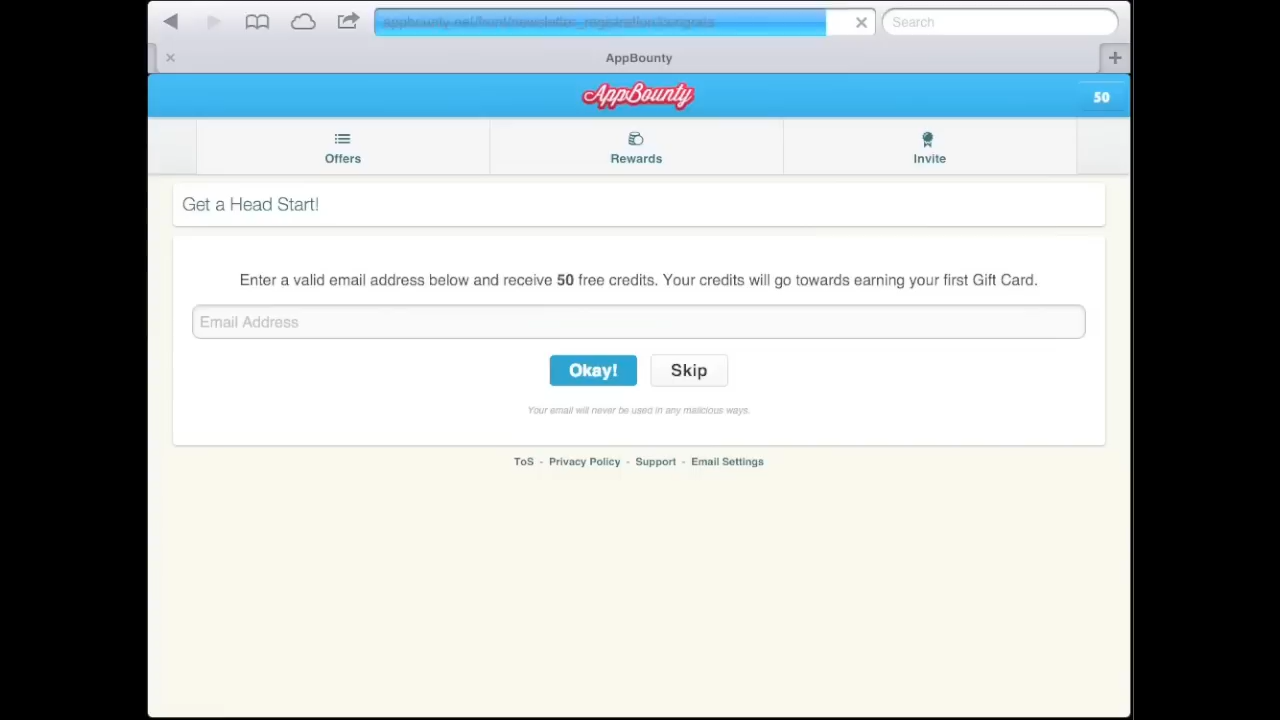 Search
AppBounty
AppBounty
50
Offers
Rewards
Invite
Get a Head Start!
Enter a valid email address below and receive 50 free credits. Your credits will go towards earning your first Gift Card.
Email Address
Okay!
Skip
Your email will never be used in any malicious ways.
ToS - Privacy Policy - Support - Email Settings